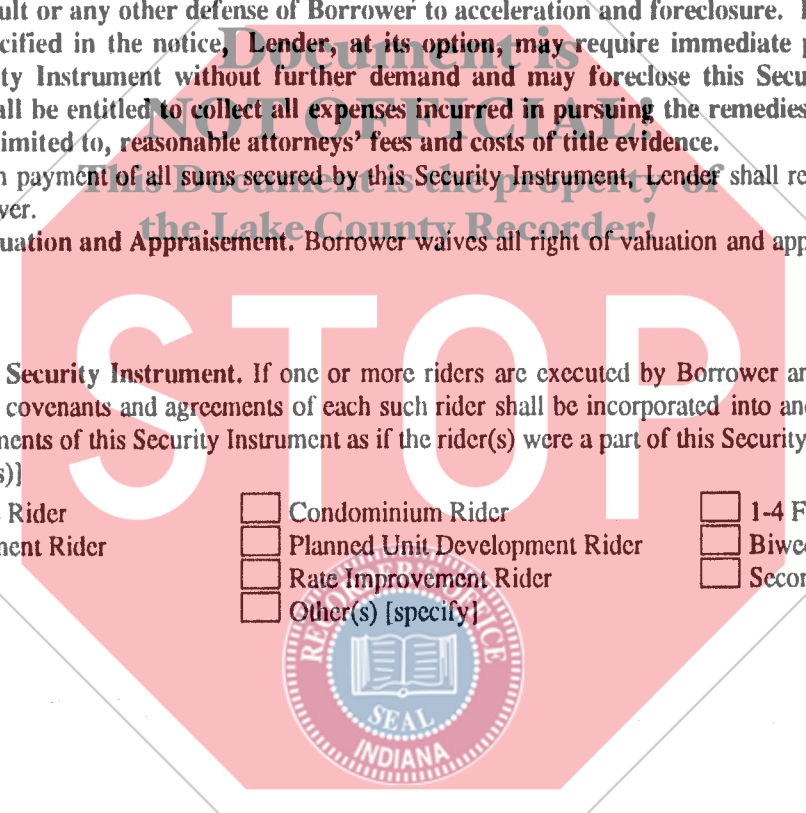 ult or any other defense of Borrower to acceleration and foreclosure.
cified in the notice, Lender, at its option, may require immediate
Document is
ty Instrument without further demand and may foreclose this Secu
all be entitled to collect all expenses incurred in pursuing the remedies
NOT OFFICIAL!
limited to, reasonable attorneys' fees and costs of title evidence.
n payment of all sums secured by this Security Instrument, Lender shall re
This Document is the property of
wer.
the Lake County Recorder!
uation and Appraisement. Borrower waives all right of valuation and app
STOP
Security Instrument. If one or more riders are executed by Borrower an
covenants and agreements of each such rider shall be incorporated into and
ments of this Security Instrument as if the rider(s) were a part of this Security
s)]
Rider Condominium Rider 1-4 F
ment Rider Planned Unit Development Rider Biwee
Rate Improvement Rider Secon
Other(s) [specify]
RECORDER'S OFFICE
SEAL
INDIANA